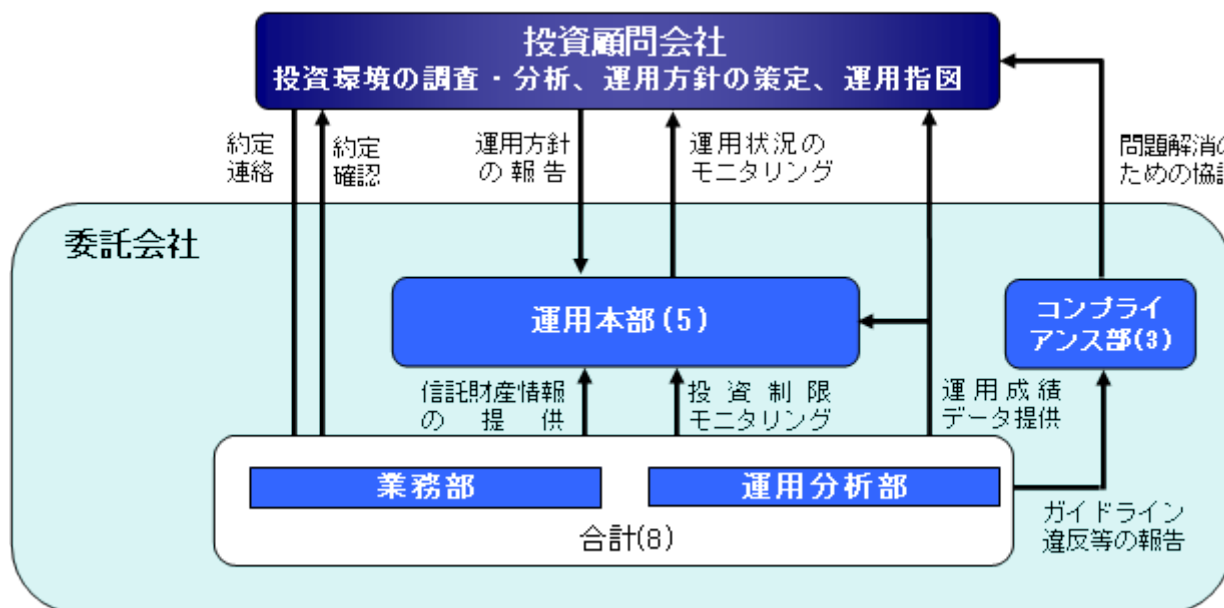 投資顧問会社
投資環境の調査・分析、運用方針の策定、運用指図
約定
連絡
約定
確認
運用方針
の報告
運用状況の
モニタリング
問題解消の
ための協議
委託会社
運用本部(5)
コンプライ
アンス部(3)
信託財産情報
の提供
投資制限
モニタリング
運用成績
データ提供
業務部
運用分析部
合計(8)
ガイドライン
違反等の報告